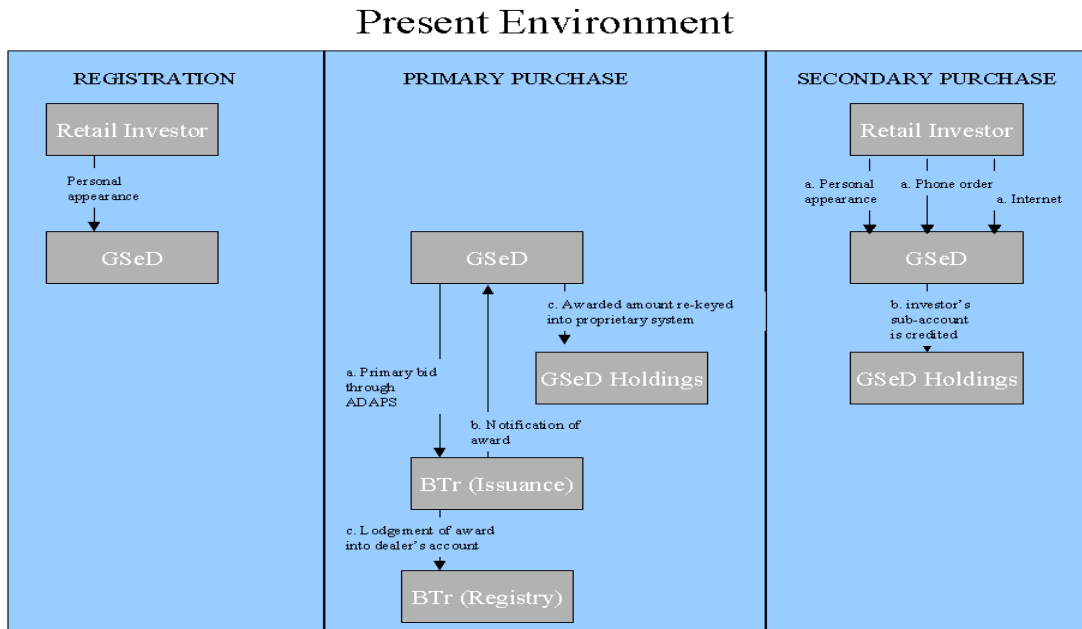 Present Environment
REGISTRATION
Retail Investor
Personal
appearance
GSeD
PRIMARY PURCHASE
GSeD
c. Awarded amount re-keyed
into proprietary system
GSeD Holdings
a. Primary bid
through
ADAPS
b. Notification of
award
BTr (Issuance)
c. Lodgement of award
into dealer's account
BTr (Registry)
SECONDARY PURCHASE
Retail Investor
a. Personal
appearance
a. Phone order
a. Internet
GSeD
b. investor's
sub-account
is credited
GSeD Holdings